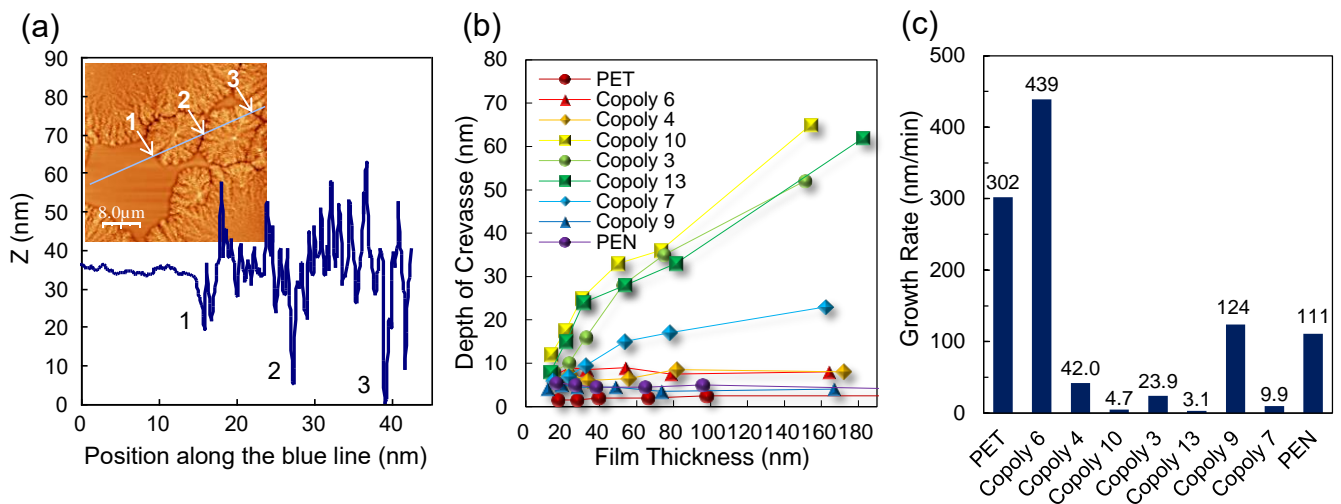 (a)
90
80
70
60
50
40
30
20
10
0
Z (nm)
0 10 20 30 40
Position along the blue line (nm)
1
2
3
8.0µm
1
2
3
(b)
80
70
60
50
40
30
20
10
0
Depth of Crevasse (nm)
PET
Copoly 6
Copoly 4
Copoly 10
Copoly 3
Copoly 13
Copoly 7
Copoly 9
PEN
0 20 40 60 80 100 120 140 160 180
Film Thickness (nm)
(c)
500
400
300
200
100
0
Growth Rate (nm/min)
302
439
42.0
4.7
23.9
3.1
124
9.9
111
PET
Copoly 6
Copoly 4
Copoly 10
Copoly 3
Copoly 13
Copoly 9
Copoly 7
PEN